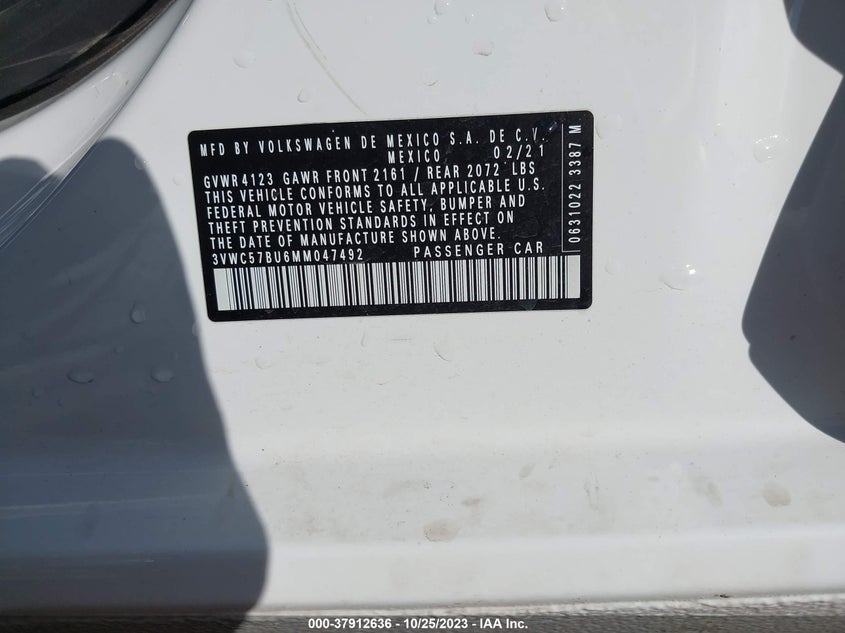 MFD BY VOLKSWAGEN DE MEXICO S.A. DE C.V.
MEXICO 02/21
GVWR 4123 GAWR FRONT 2161 / REAR 2072 LBS
THIS VEHICLE CONFORMS TO ALL APPLICABLE U.S.
FEDERAL MOTOR VEHICLE SAFETY, BUMPER AND
THEFT PREVENTION STANDARDS IN EFFECT ON
THE DATE OF MANUFACTURE SHOWN ABOVE.
3VWC57BU6MM047492 PASSENGER CAR
0631022 3387 M
000-37912636 - 10/25/2023 - IAA Inc.